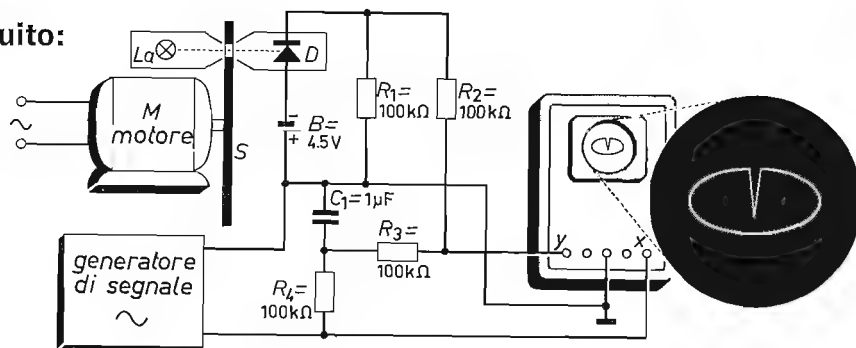 uito:
La
D
M
motore
S
B=
4.5V
R1=
100kΩ
R2=
100kΩ
C1=1μF
R3=
100kΩ
R4=
100kΩ
generatore
di segnale
y
x